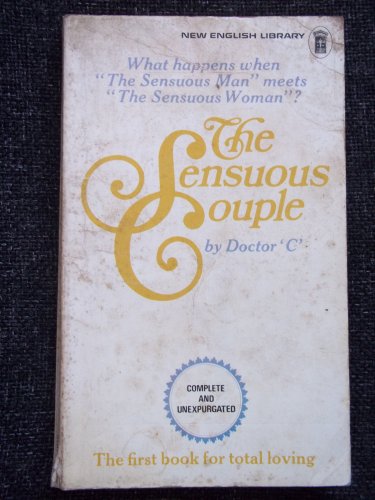 NEW ENGLISH LIBRARY
What happens when
"The Sensuous Man" meets
"The Sensuous Woman"?
The
Sensuous
Couple
by Doctor 'C'
COMPLETE
AND
UNEXPURGATED
The first book for total loving